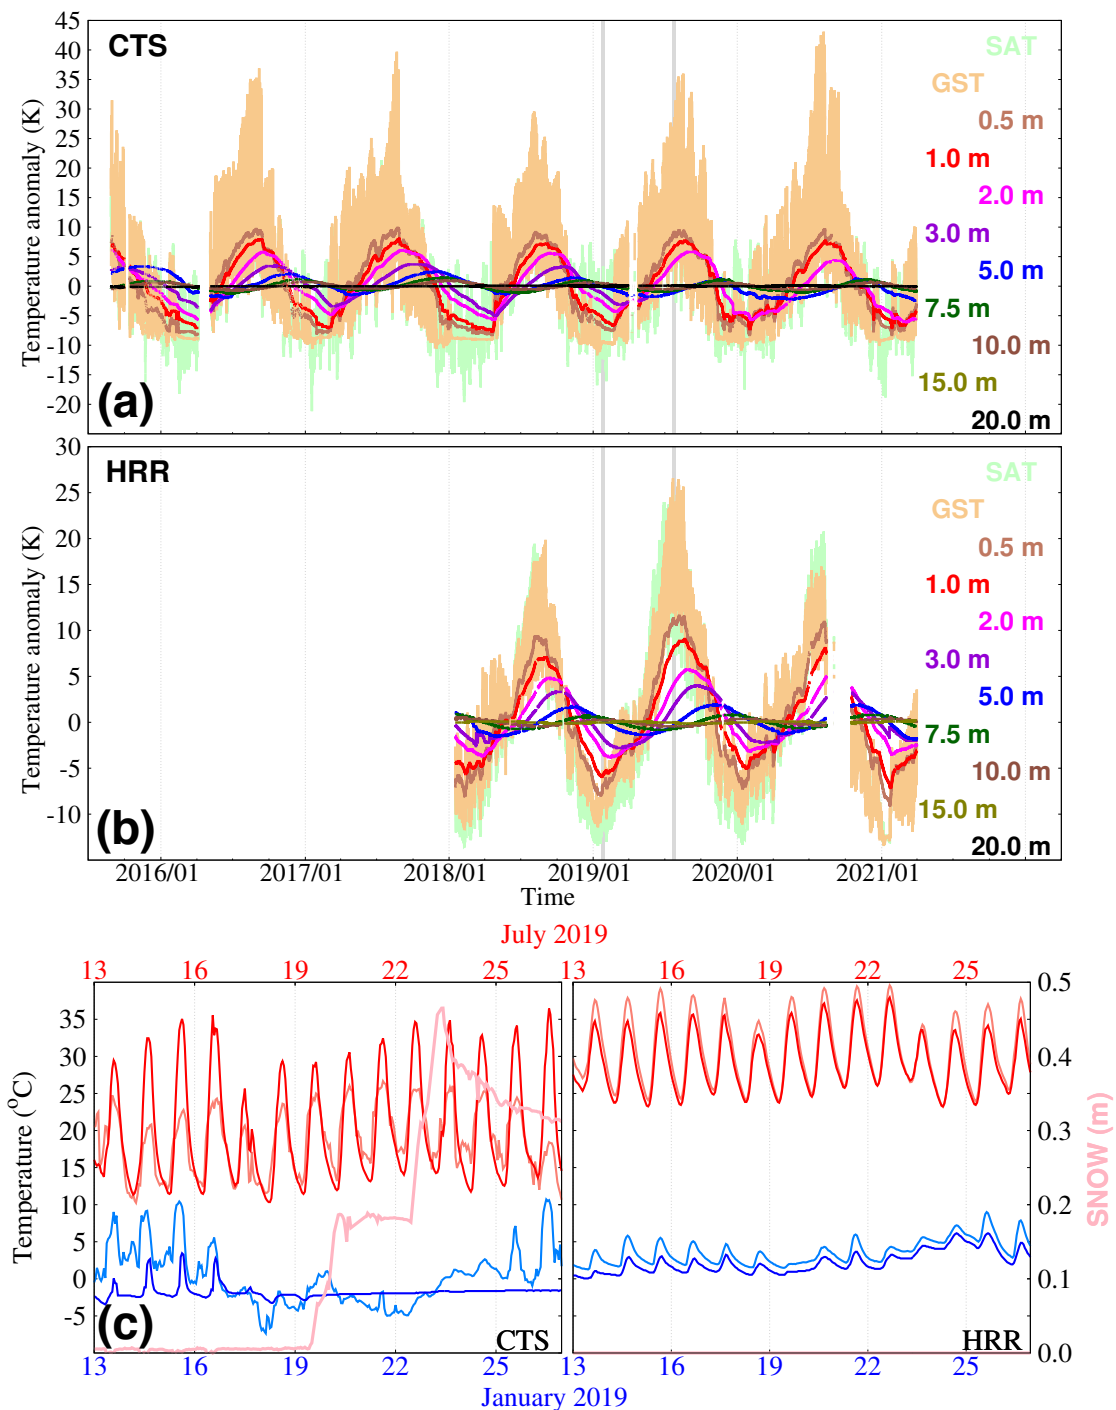 45
40
35
30
25
20
15
10
5
0
-5
-10
-15
-20
Temperature anomaly (K)
CTS
SAT
GST
0.5 m
1.0 m
2.0 m
3.0 m
5.0 m
7.5 m
10.0 m
15.0 m
20.0 m
(a)
30
25
20
15
10
5
0
-5
-10
Temperature anomaly (K)
HRR
SAT
GST
0.5 m
1.0 m
2.0 m
3.0 m
5.0 m
7.5 m
10.0 m
15.0 m
20.0 m
(b)
2016/01 2017/01 2018/01 2019/01 2020/01 2021/01
Time
July 2019
13 16 19 22 25 13 16 19 22 25
35
30
25
20
15
10
5
0
-5
Temperature (°C)
0.5
0.4
0.3
0.2
0.1
0.0
SNOW (m)
(c)
CTS
HRR
13 16 19 22 25 13 16 19 22 25
January 2019